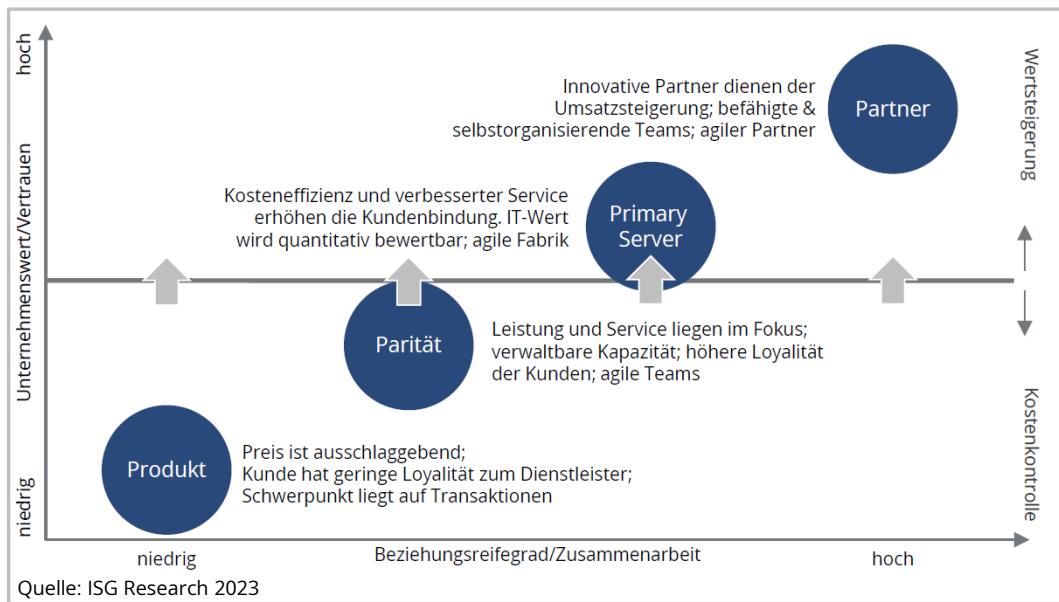 hoch
Unternehmenswert/Vertrauen
niedrig
Innovative Partner dienen der
Umsatzsteigerung; befähigte &
selbstorganisierende Teams; agiler Partner
Partner
Wertsteigerung
Kosteneffizienz und verbesserter Service
erhöhen die Kundenbindung. IT-Wert
wird quantitativ bewertbar; agile Fabrik
Primary
Server
Parität
Leistung und Service liegen im Fokus;
verwaltbare Kapazität; höhere Loyalität
der Kunden; agile Teams
Kostenkontrolle
Produkt
Preis ist ausschlaggebend;
Kunde hat geringe Loyalität zum Dienstleister;
Schwerpunkt liegt auf Transaktionen
niedrig
Beziehungsreifegrad/Zusammenarbeit
hoch
Quelle: ISG Research 2023